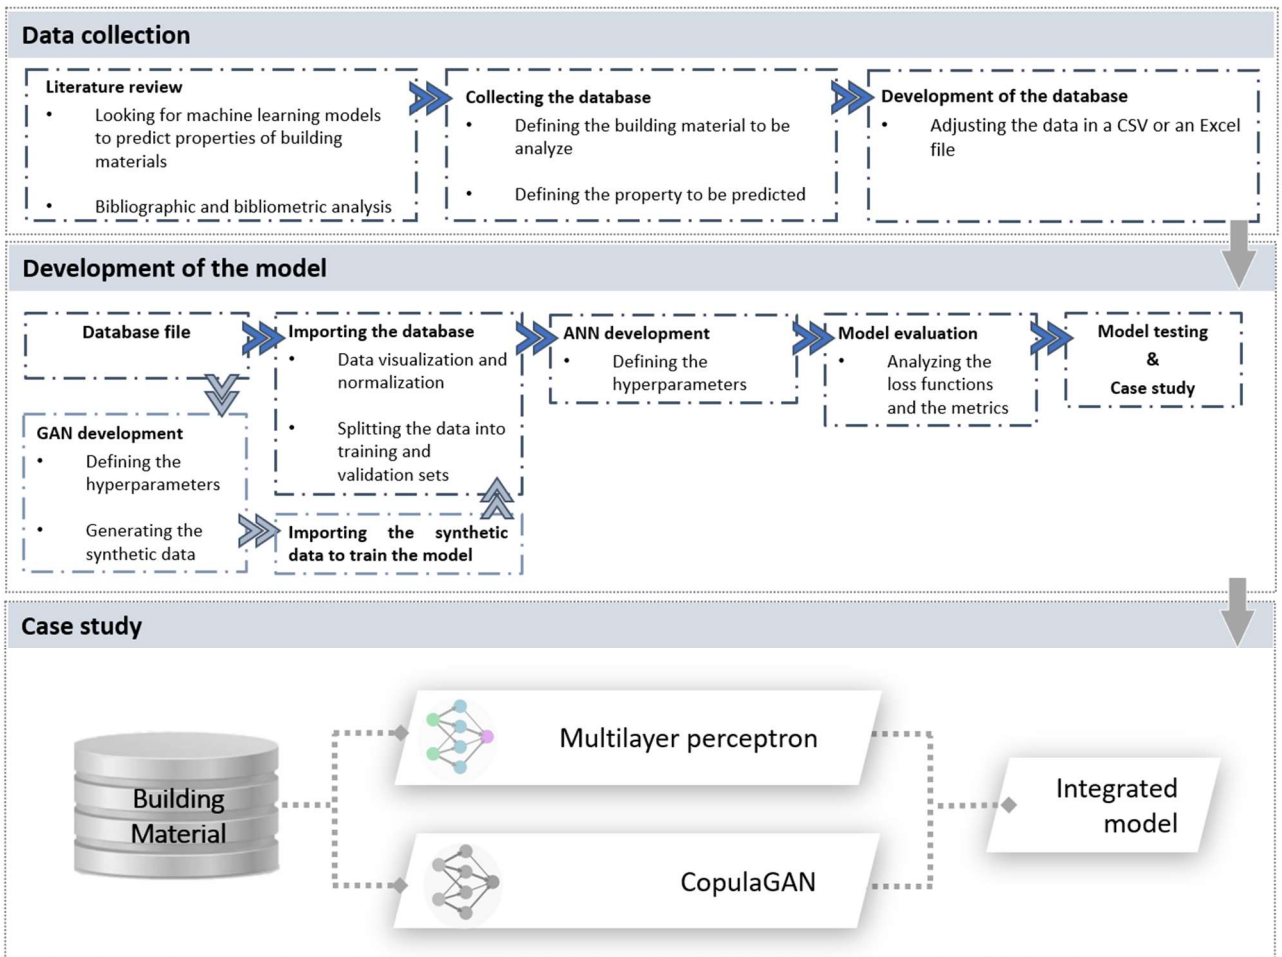 Data collection
Literature review
• Looking for machine learning models
to predict properties of building
materials
• Bibliographic and bibliometric analysis
Collecting the database
• Defining the building material to be
analyze
• Defining the property to be predicted
Development of the database
• Adjusting the data in a CSV or an Excel
file
Development of the model
Database file
GAN development
• Defining the
hyperparameters
• Generating the
synthetic data
Importing the database
• Data visualization and
normalization
• Splitting the data into
training and
validation sets
Importing the synthetic
data to train the model
ANN development
• Defining the
hyperparameters
Model evaluation
• Analyzing the
loss functions
and the metrics
Model testing
&
Case study
Case study
Building
Material
Multilayer perceptron
CopulaGAN
Integrated
model